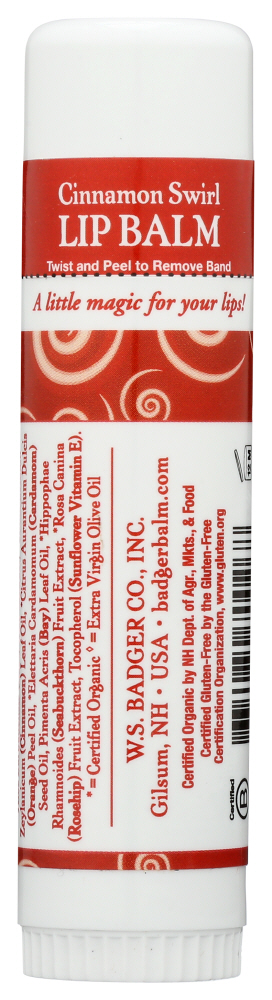 Cinnamon Swirl
LIP BALM
Twist and Peel to Remove Band
A little magic for your lips!
Zeylanicum (Cinnamon) Leaf Oil, *Citrus Aurantium Dulcis
(Orange) Peel Oil, *Elettaria Cardamomum (Cardamom)
Seed Oil, Pimenta Acris (Bay) Leaf Oil, *Hippophae
Rhamnoides (Seabuckthorn) Fruit Extract, *Rosa Canina
(Rosehip) Fruit Extract, Tocopherol (Sunflower Vitamin E).
*= Certified Organic ◊ = Extra Virgin Olive Oil
W.S. BADGER CO., INC.
Gilsum, NH • USA • badgerbalm.com
Certified Organic by NH Dept. of Agr., Mkts., & Food
Certified Gluten-Free by the Gluten-Free
Certification Organization, www.gluten.org
Certified
B